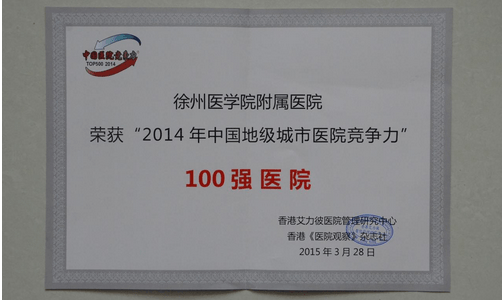 中国医院竞争力
TOP100 2014
徐州医学院附属医院
荣获“2014年中国地级城市医院竞争力”
100强医院
香港艾力彼医院管理研究中心
香港《医院观察》杂志社
2015年3月28日